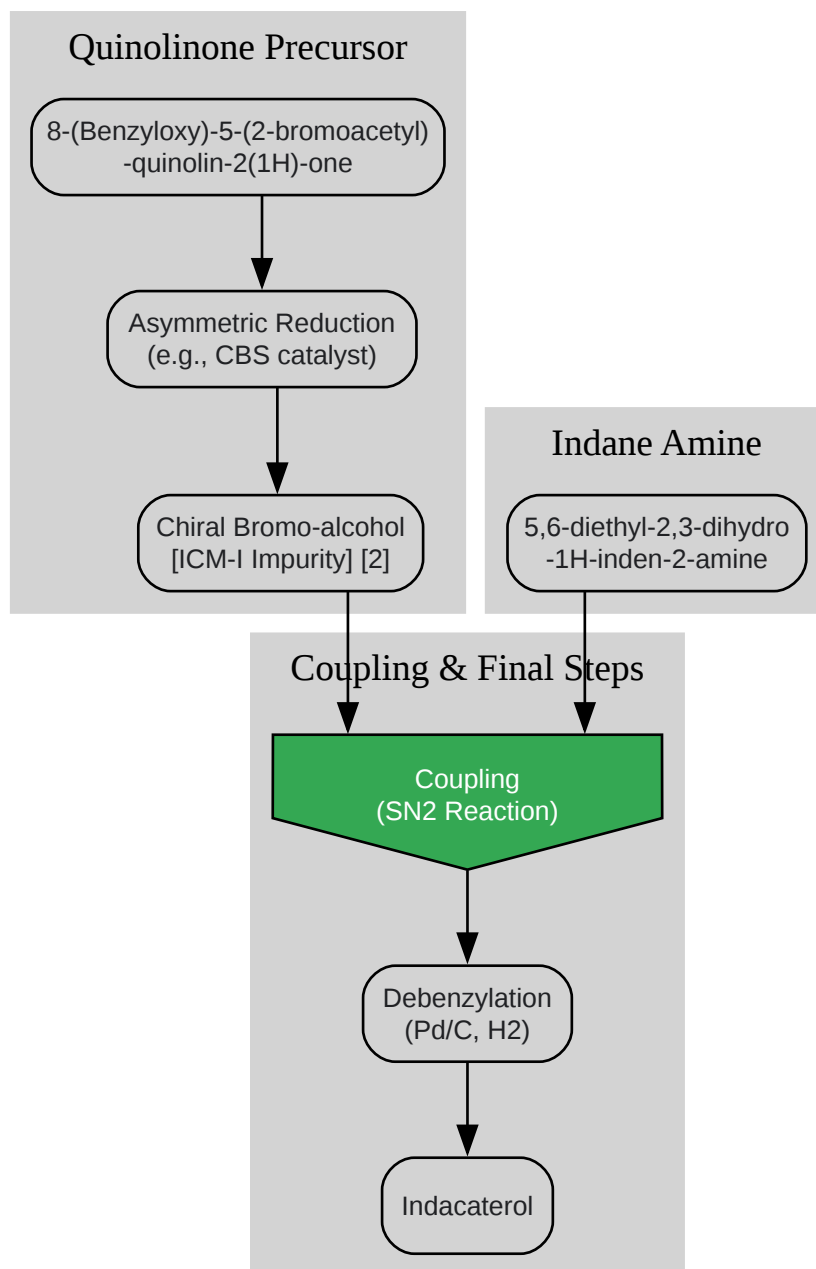 Quinolinone Precursor
8-(Benzyloxy)-5-(2-bromoacetyl)
-quinolin-2(1H)-one
Asymmetric Reduction
(e.g., CBS catalyst)
Chiral Bromo-alcohol
[ICM-I Impurity] [2]
Indane Amine
5,6-diethyl-2,3-dihydro
-1H-inden-2-amine
Coupling & Final Steps
Coupling
(SN2 Reaction)
Debenzylation
(Pd/C, H2)
Indacaterol